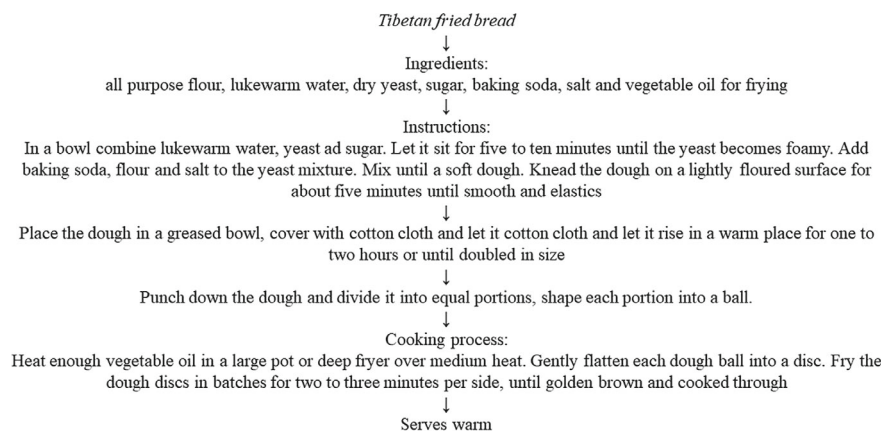 Tibetan fried bread
↓
Ingredients:
all purpose flour, lukewarm water, dry yeast, sugar, baking soda, salt and vegetable oil for frying
↓
Instructions:
In a bowl combine lukewarm water, yeast ad sugar. Let it sit for five to ten minutes until the yeast becomes foamy. Add
baking soda, flour and salt to the yeast mixture. Mix until a soft dough. Knead the dough on a lightly floured surface for
about five minutes until smooth and elastics
↓
Place the dough in a greased bowl, cover with cotton cloth and let it cotton cloth and let it rise in a warm place for one to
two hours or until doubled in size
↓
Punch down the dough and divide it into equal portions, shape each portion into a ball.
↓
Cooking process:
Heat enough vegetable oil in a large pot or deep fryer over medium heat. Gently flatten each dough ball into a disc. Fry the
dough discs in batches for two to three minutes per side, until golden brown and cooked through
↓
Serves warm